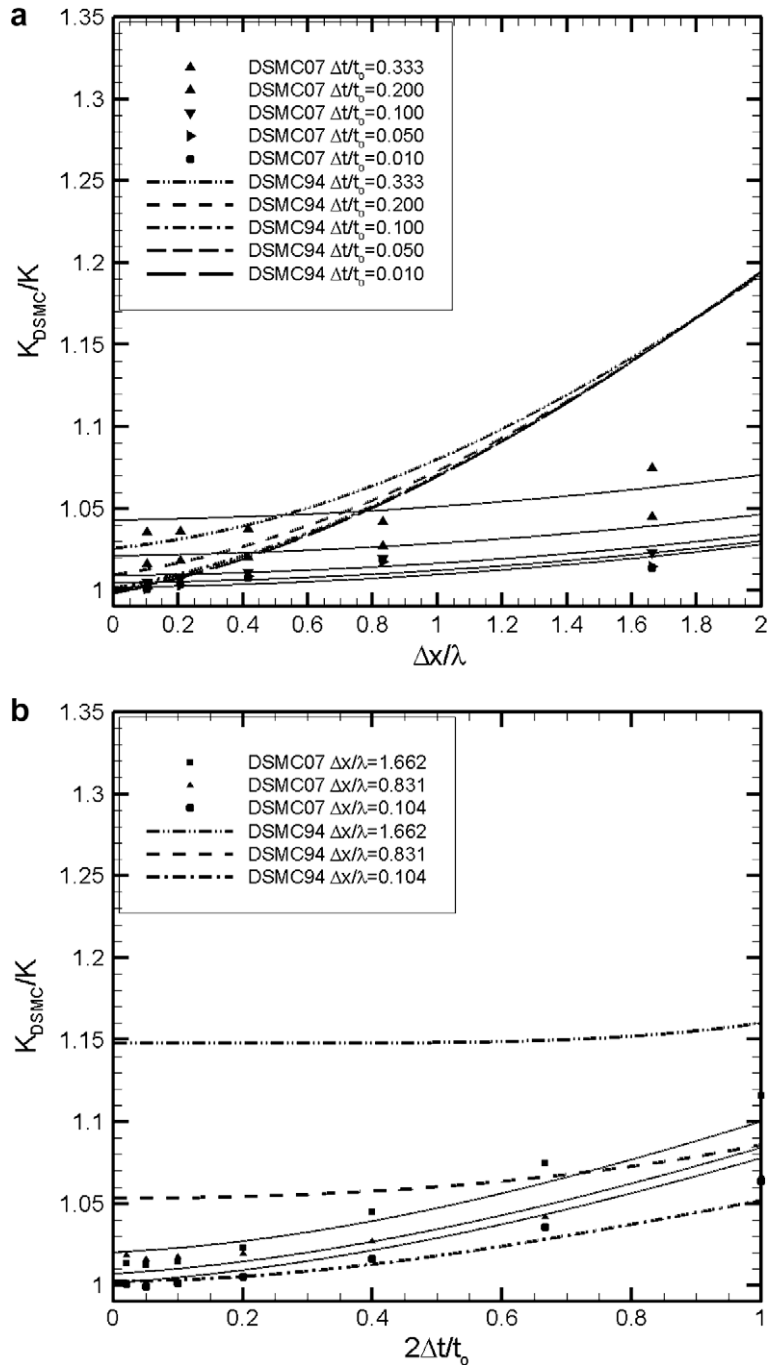 a
1.35
1.3
1.25
1.2
1.15
1.1
1.05
1
K_DSMC/K
DSMC07 Δt/t₀=0.333
DSMC07 Δt/t₀=0.200
DSMC07 Δt/t₀=0.100
DSMC07 Δt/t₀=0.050
DSMC07 Δt/t₀=0.010
DSMC94 Δt/t₀=0.333
DSMC94 Δt/t₀=0.200
DSMC94 Δt/t₀=0.100
DSMC94 Δt/t₀=0.050
DSMC94 Δt/t₀=0.010
0 0.2 0.4 0.6 0.8 1 1.2 1.4 1.6 1.8 2
Δx/λ
b
1.35
1.3
1.25
1.2
1.15
1.1
1.05
1
K_DSMC/K
DSMC07 Δx/λ=1.662
DSMC07 Δx/λ=0.831
DSMC07 Δx/λ=0.104
DSMC94 Δx/λ=1.662
DSMC94 Δx/λ=0.831
DSMC94 Δx/λ=0.104
0 0.2 0.4 0.6 0.8 1
2Δt/t₀